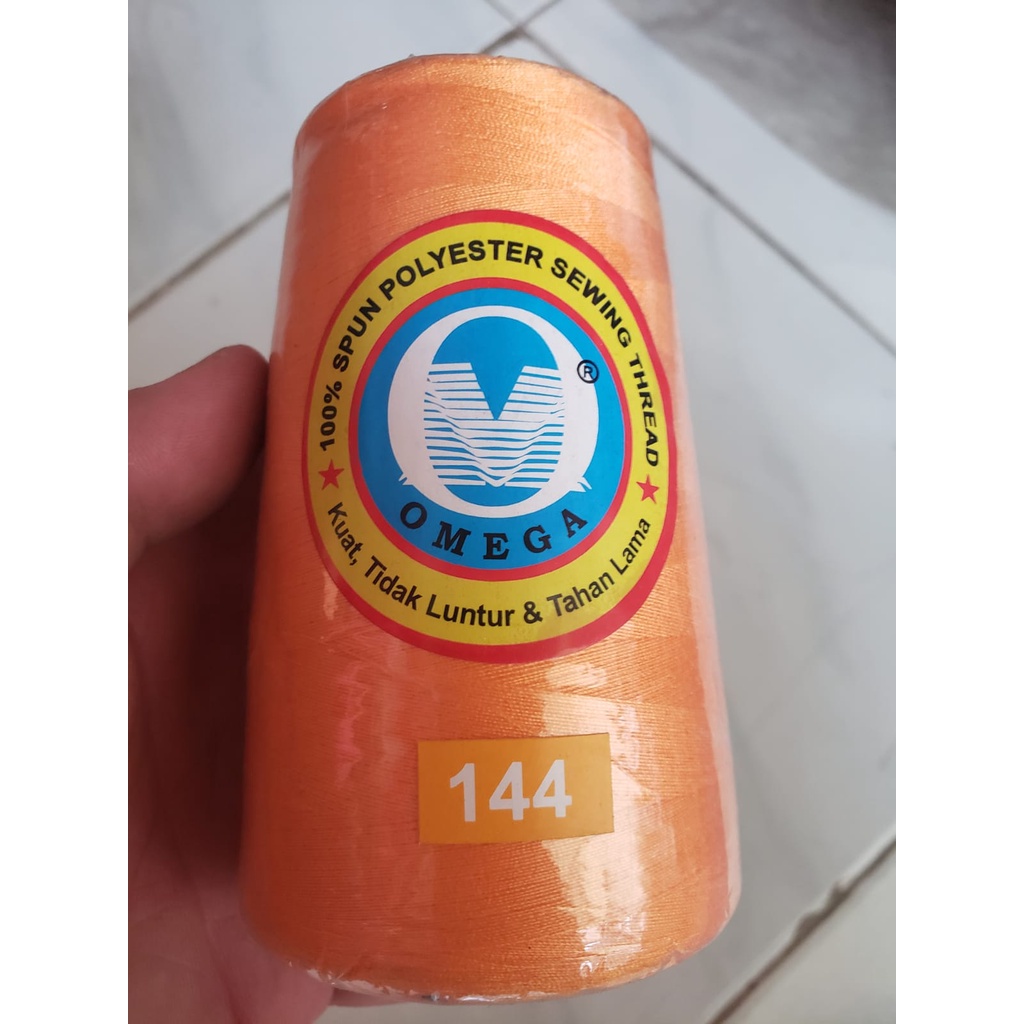 100% SPUN POLYESTER SEWING THREAD
®
OMEGA
Kuat, Tidak Luntur & Tahan Lama
144